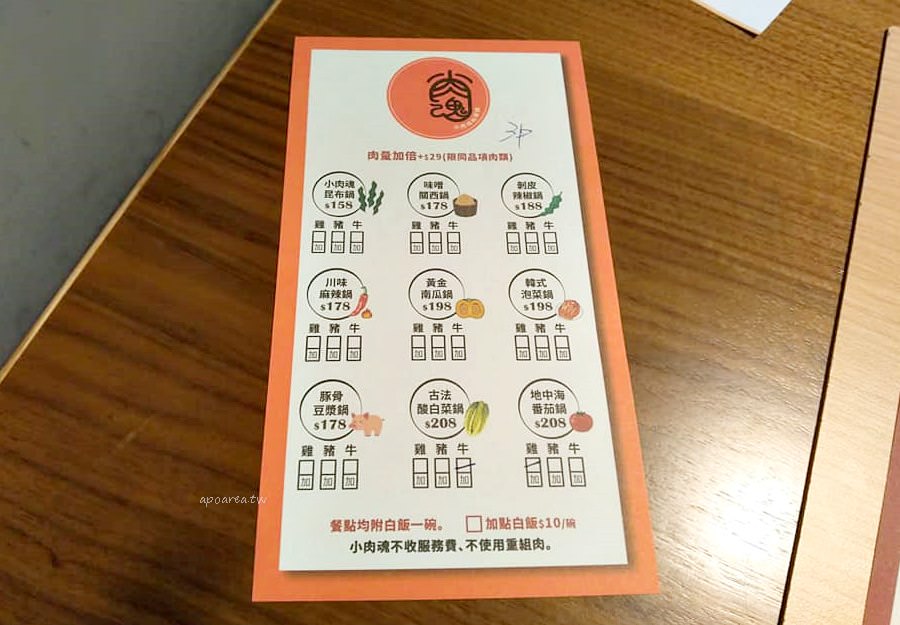 肉魂
肉量加倍+$29(限同品項肉類)
小肉魂 昆布鍋 $158
味噌 關西鍋 $178
剝皮 辣椒鍋 $188
雞 豬 牛 雞 豬 牛 雞 豬 牛
加 加 加 加 加 加 加 加 加
川味 麻辣鍋 $178
黃金 南瓜鍋 $198
韓式 泡菜鍋 $198
雞 豬 牛 雞 豬 牛 雞 豬 牛
加 加 加 加 加 加 加 加 加
豚骨 豆漿鍋 $178
古法 酸白菜鍋 $208
地中海 番茄鍋 $208
雞 豬 牛 雞 豬 牛 雞 豬 牛
加 加 加 加 加 加 加 加 加
餐點均附白飯一碗。 加點白飯$10/碗
小肉魂不收服務費、不使用重組肉。
apoarea.tw